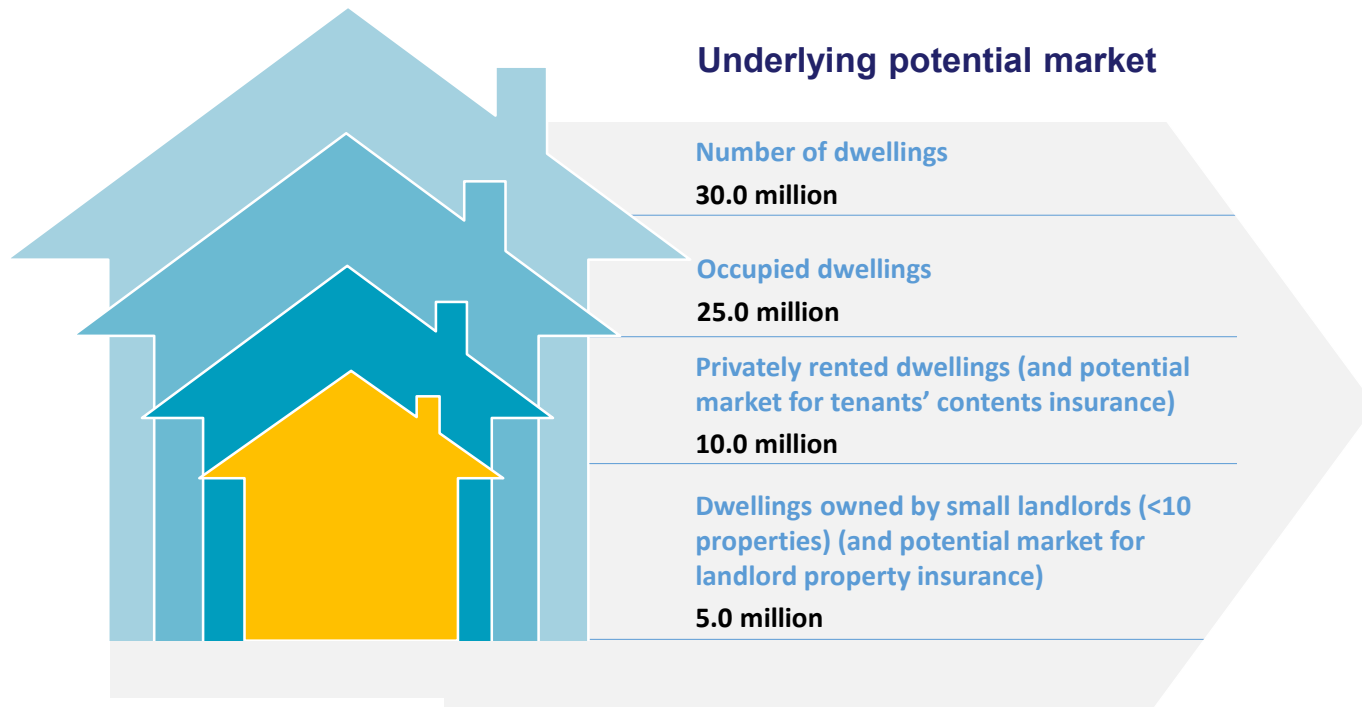 Underlying potential market
Number of dwellings
30.0 million
Occupied dwellings
25.0 million
Privately rented dwellings (and potential
market for tenants’ contents insurance)
10.0 million
Dwellings owned by small landlords (<10
properties) (and potential market for
landlord property insurance)
5.0 million